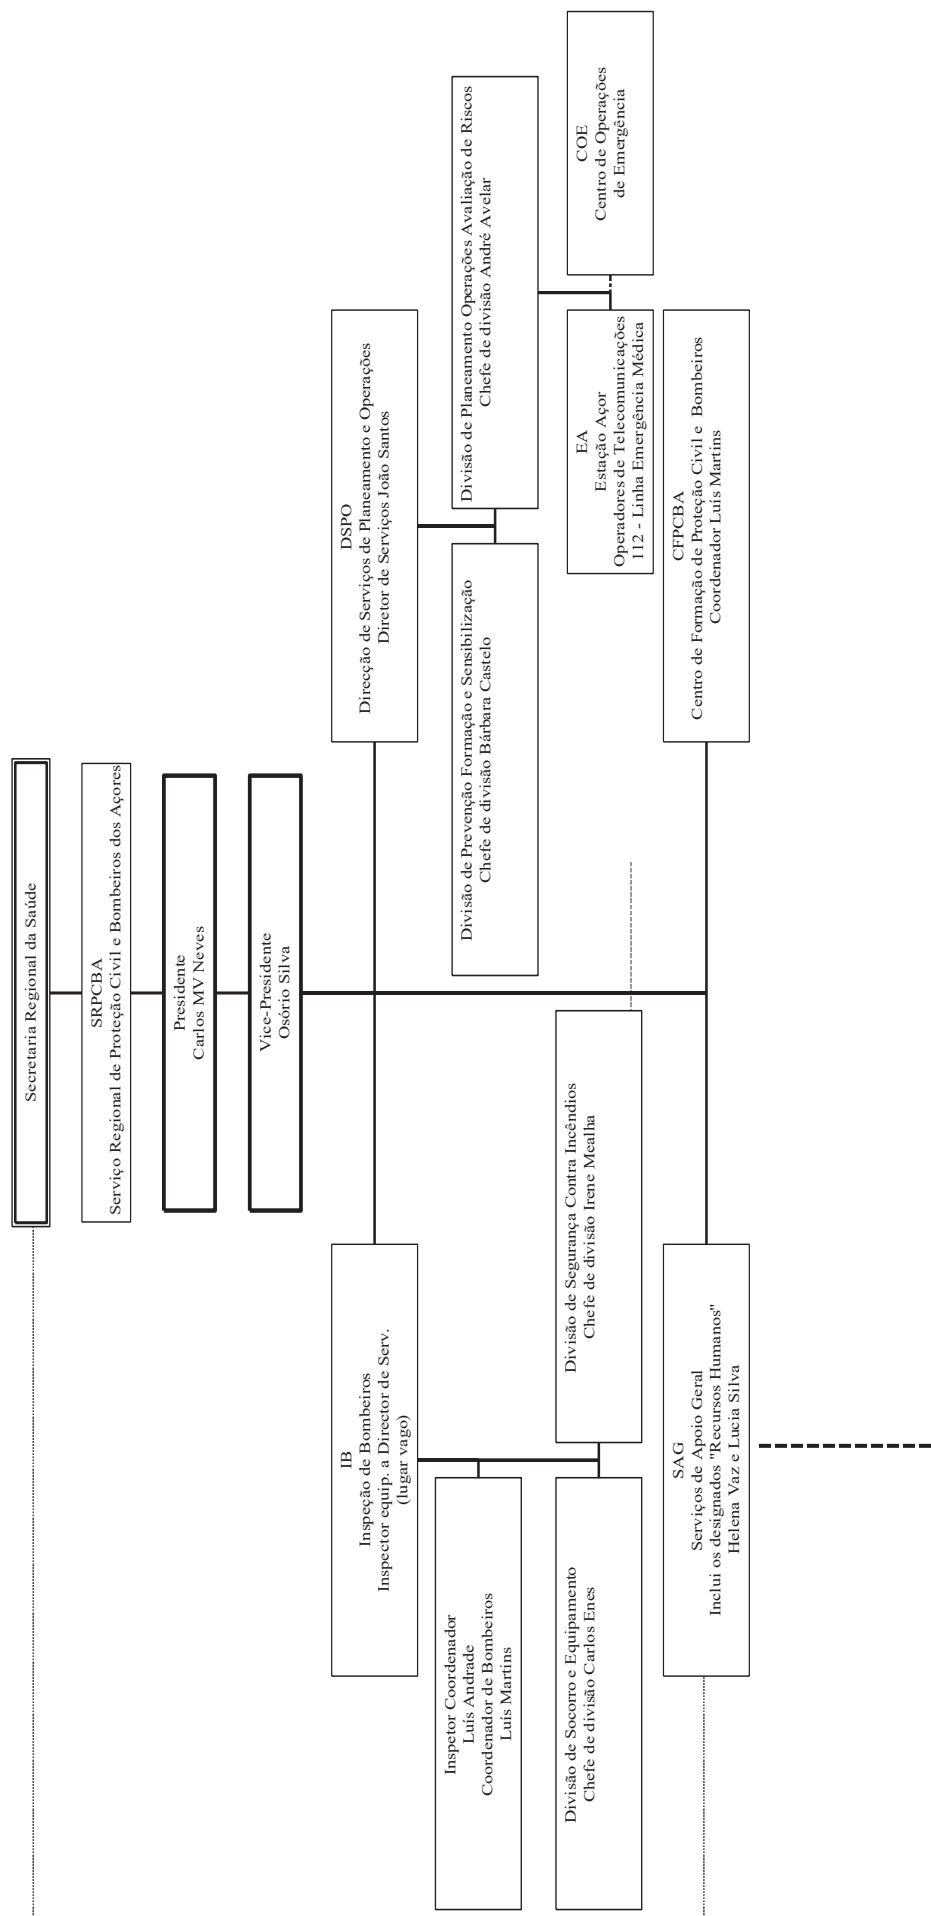 Secretaria Regional da Saúde
SRPCBA
Serviço Regional de Proteção Civil e Bombeiros dos Açores
Presidente
Carlos MV Neves
Vice-Presidente
Osório Silva
IB
Inspeção de Bombeiros
Inspector equip. a Director de Serv.
(lugar vago)
DSPO
Direcção de Serviços de Planeamento e Operações
Diretor de Serviços João Santos
Inspetor Coordenador
Luís Andrade
Coordenador de Bombeiros
Luís Martins
Divisão de Prevenção Formação e Sensibilização
Chefe de divisão Bárbara Castelo
Divisão de Planeamento Operações Avaliação de Riscos
Chefe de divisão André Avelar
Divisão de Socorro e Equipamento
Chefe de divisão Carlos Enes
Divisão de Segurança Contra Incêndios
Chefe de divisão Irene Mealha
EA
Estação Açor
Operadores de Telecomunicações
112 - Linha Emergência Médica
COE
Centro de Operações
de Emergência
SAG
Serviços de Apoio Geral
Inclui os designados "Recursos Humanos"
Helena Vaz e Lucia Silva
CFPCBA
Centro de Formação de Proteção Civil e Bombeiros
Coordenador Luís Martins